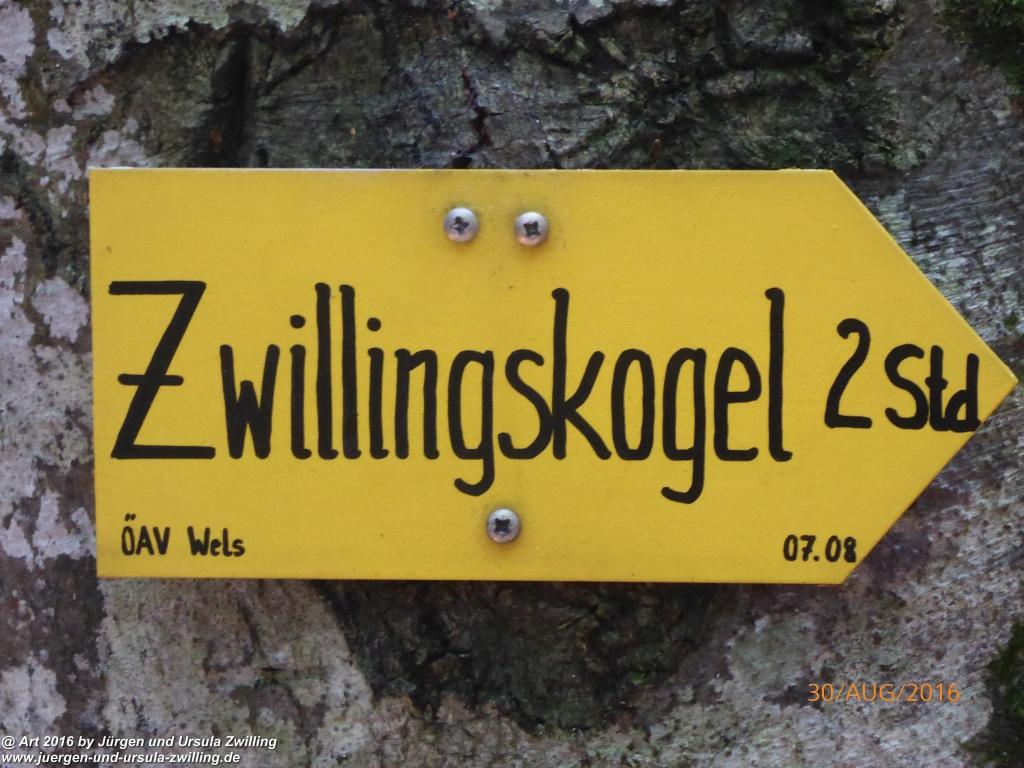 Zwillingskogel 2 Std
ÖAV Wels 07.08
30/AUG/2016
@ Art 2016 by Jürgen und Ursula Zwilling
www.juergen-und-ursula-zwilling.de